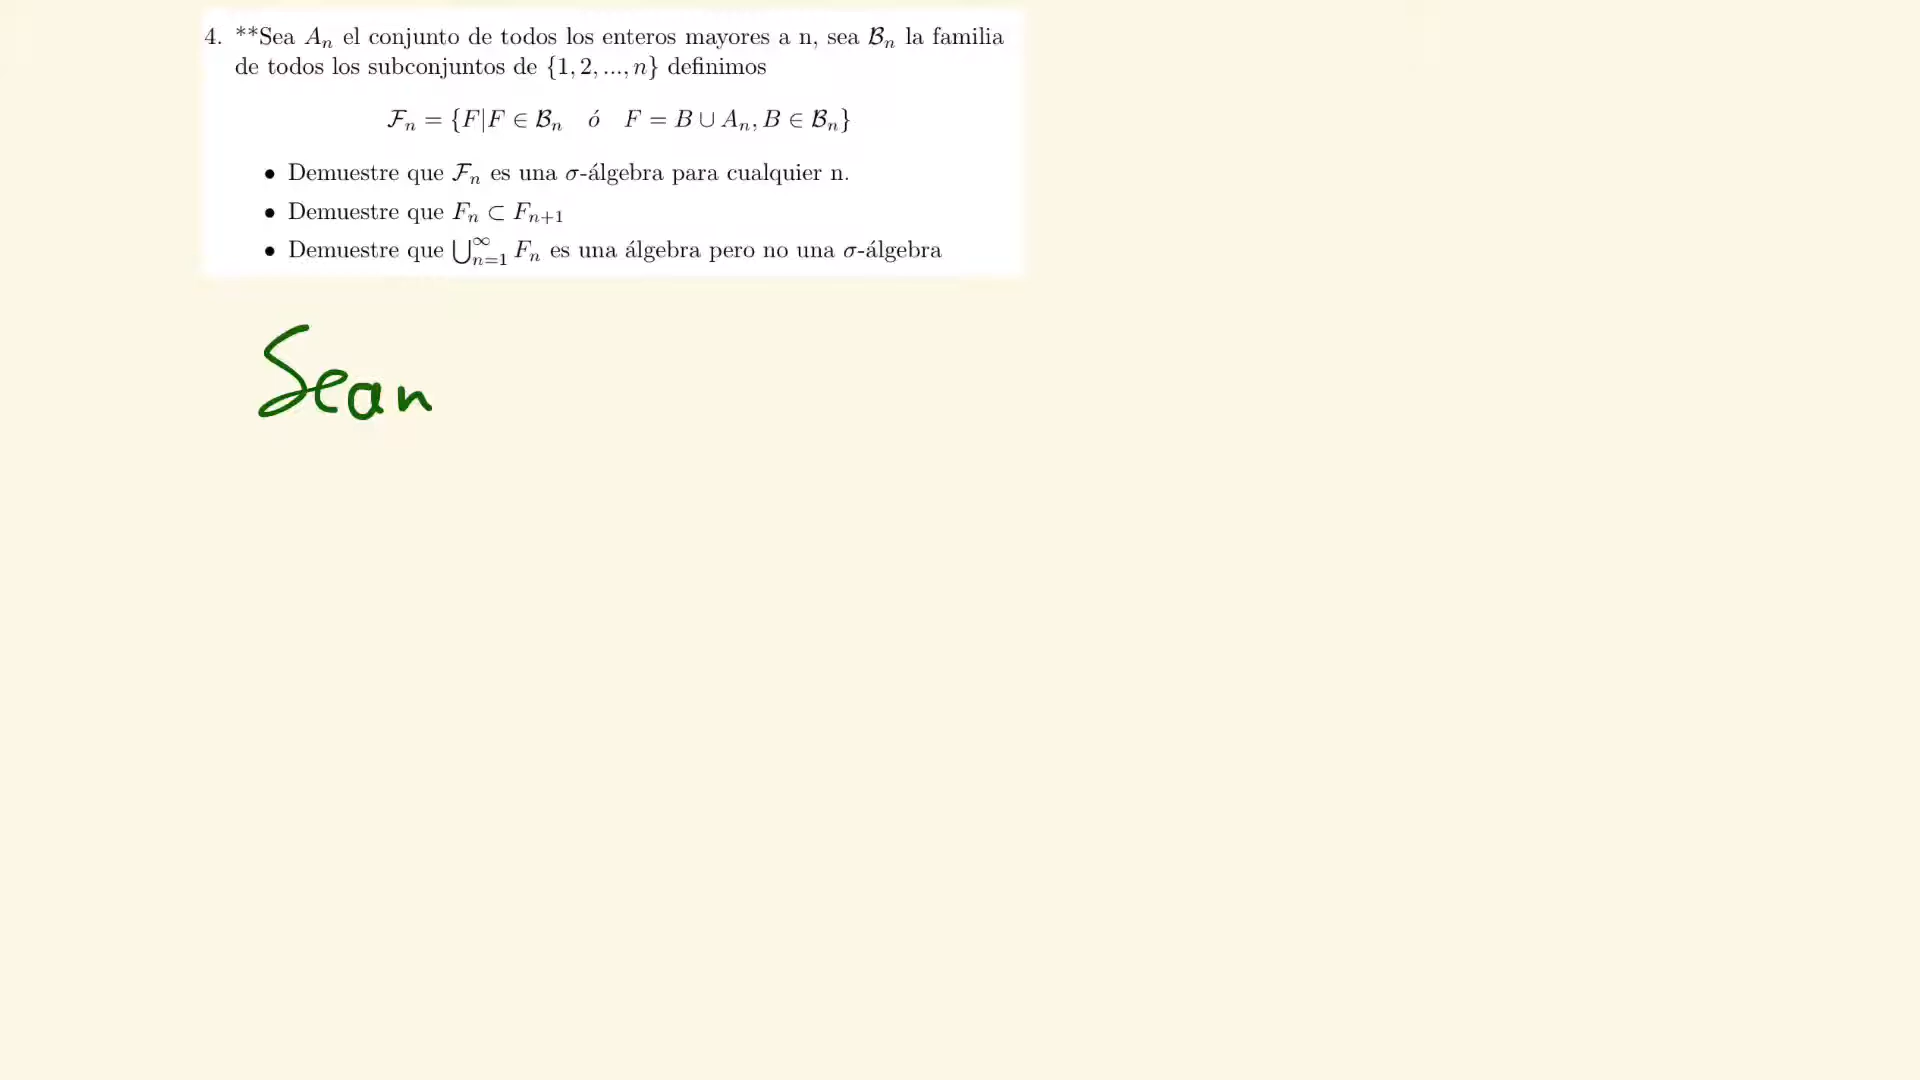 4. **Sea Aₙ el conjunto de todos los enteros mayores a n, sea ℬₙ la familia
de todos los subconjuntos de {1, 2, ..., n} definimos
ℱₙ = {F|F ∈ ℬₙ ó F = B ∪ Aₙ, B ∈ ℬₙ}
• Demuestre que ℱₙ es una σ-álgebra para cualquier n.
• Demuestre que Fₙ ⊂ Fₙ₊₁
• Demuestre que ⋃ₙ₌₁^∞ Fₙ es una álgebra pero no una σ-álgebra
Sean